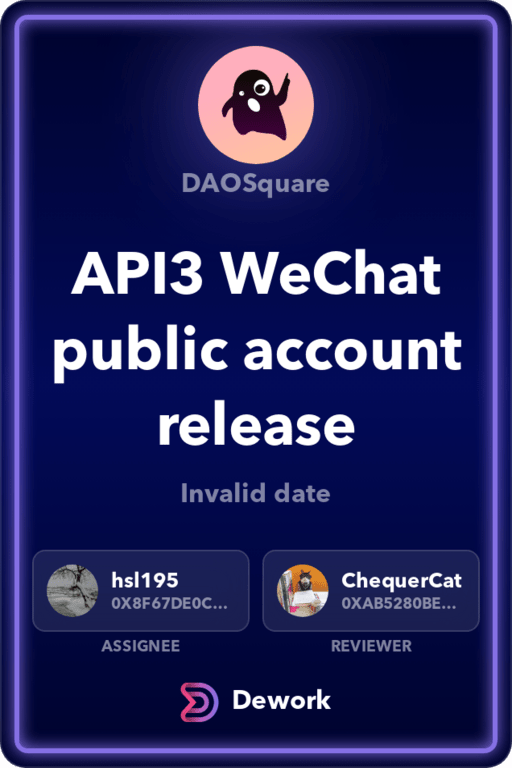 DAOSquare
API3 WeChat
public account
release
Invalid date
hsl195
0X8F67DE0C...
ChequerCat
0XAB5280BE...
ASSIGNEE
REVIEWER
Dework